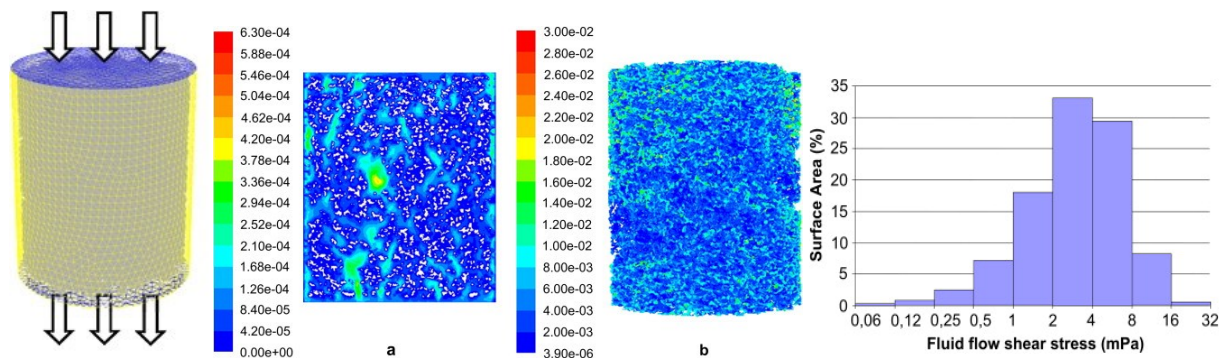 6.30e-04
5.88e-04
5.46e-04
5.04e-04
4.62e-04
4.20e-04
3.78e-04
3.36e-04
2.94e-04
2.52e-04
2.10e-04
1.68e-04
1.26e-04
8.40e-05
4.20e-05
0.00e+00
a
3.00e-02
2.80e-02
2.60e-02
2.40e-02
2.20e-02
2.00e-02
1.80e-02
1.60e-02
1.40e-02
1.20e-02
1.00e-02
8.00e-03
6.00e-03
4.00e-03
2.00e-03
3.90e-06
b
Surface Area (%)
35
30
25
20
15
10
5
0
0,06 0,12 0,25 0,5 1 2 4 8 16 32
Fluid flow shear stress (mPa)